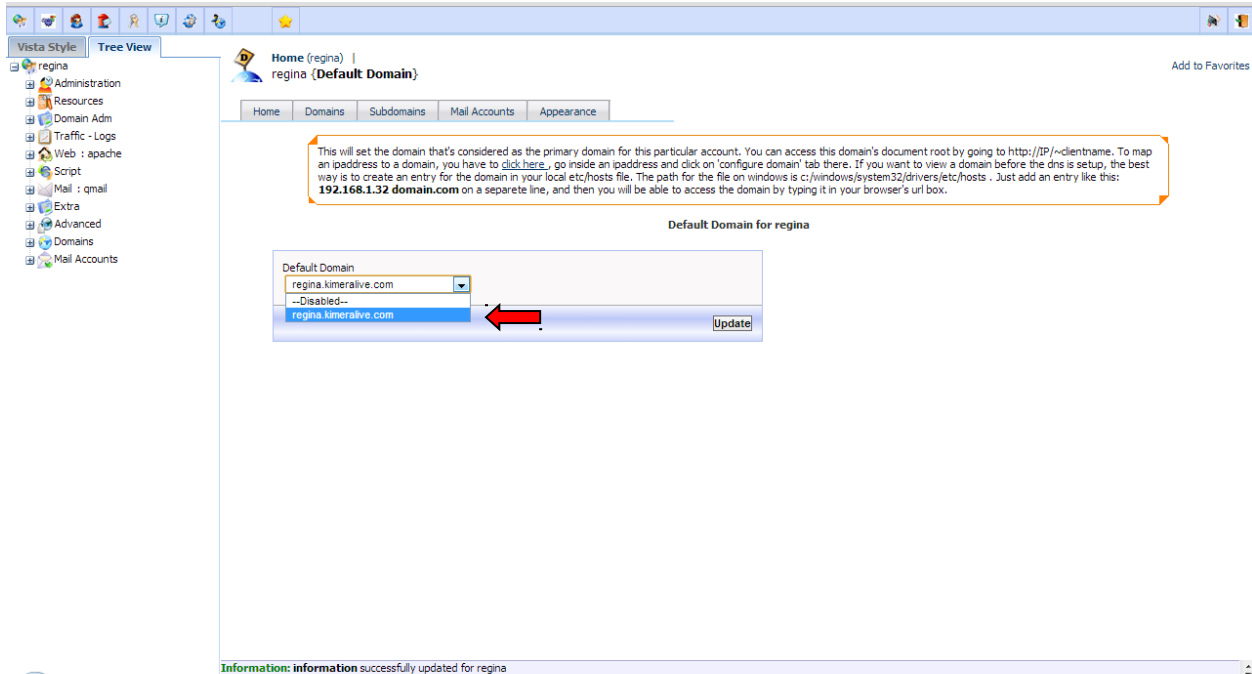 Vista Style Tree View
regina
Administration
Resources
Domain Adm
Traffic - Logs
Web : apache
Script
Mail : qmail
Extra
Advanced
Domains
Mail Accounts
D
Home (regina) |
regina {Default Domain}
Add to Favorites
Home Domains Subdomains Mail Accounts Appearance
This will set the domain that's considered as the primary domain for this particular account. You can access this domain's document root by going to http://IP/~clientname. To map
an ipaddress to a domain, you have to click here , go inside an ipaddress and click on 'configure domain' tab there. If you want to view a domain before the dns is setup, the best
way is to create an entry for the domain in your local etc/hosts file. The path for the file on windows is c:/windows/system32/drivers/etc/hosts . Just add an entry like this:
192.168.1.32 domain.com on a separete line, and then you will be able to access the domain by typing it in your browser's url box.
Default Domain for regina
Default Domain
regina.kimeralive.com
--Disabled--
regina.kimeralive.com
Update
Information: information successfully updated for regina